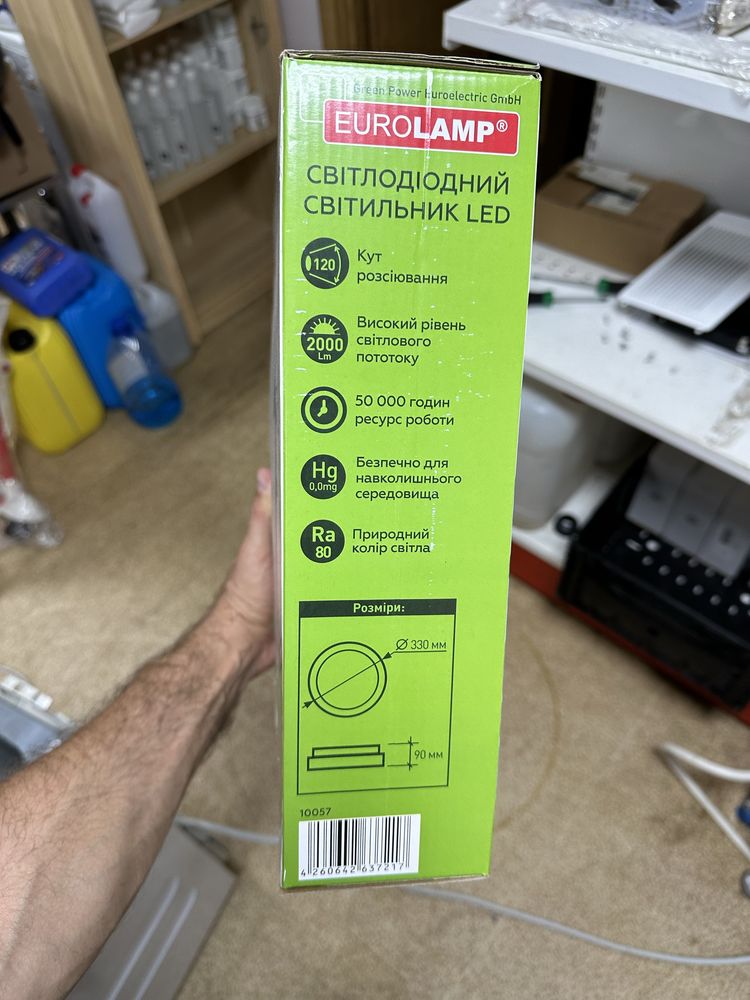 Green Power Euroelectric GmbH
EUROLAMP®
СВІТЛОДІОДНИЙ
СВІТИЛЬНИК LED
120
Кут
розсіювання
2000
Lm
Високий рівень
світлового
пототоку
50 000 годин
ресурс роботи
Hg
0,0mg
Безпечно для
навколишнього
середовища
Ra
80
Природний
колір світла
Розміри:
Ø 330 мм
90 мм
10057
4 260642 637217